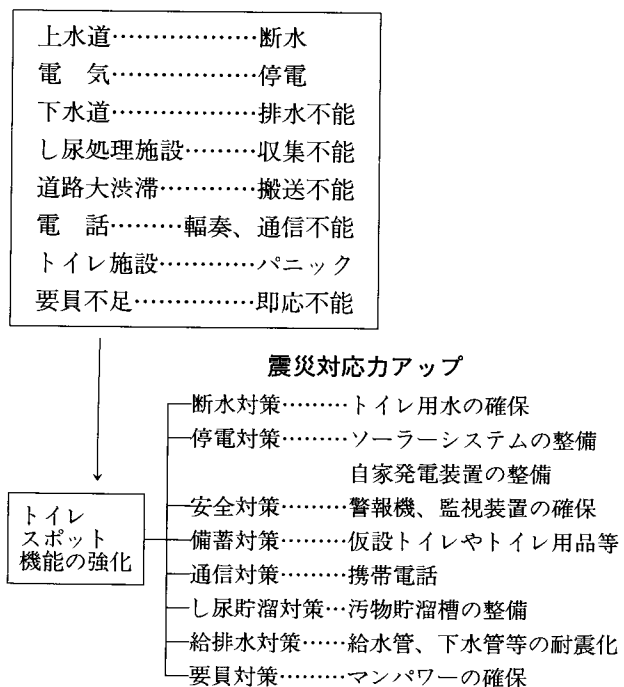 上水道………………断水
電　気………………停電
下水道………………排水不能
し尿処理施設………収集不能
道路大渋滞…………搬送不能
電　話………輻奏、通信不能
トイレ施設…………パニック
要員不足……………即応不能
震災対応力アップ
断水対策………トイレ用水の確保
停電対策………ソーラーシステムの整備
自家発電装置の整備
トイレ
スポット
機能の強化
安全対策………警報機、監視装置の確保
備蓄対策………仮設トイレやトイレ用品等
通信対策………携帯電話
し尿貯溜対策…汚物貯溜槽の整備
給排水対策……給水管、下水管等の耐震化
要員対策………マンパワーの確保